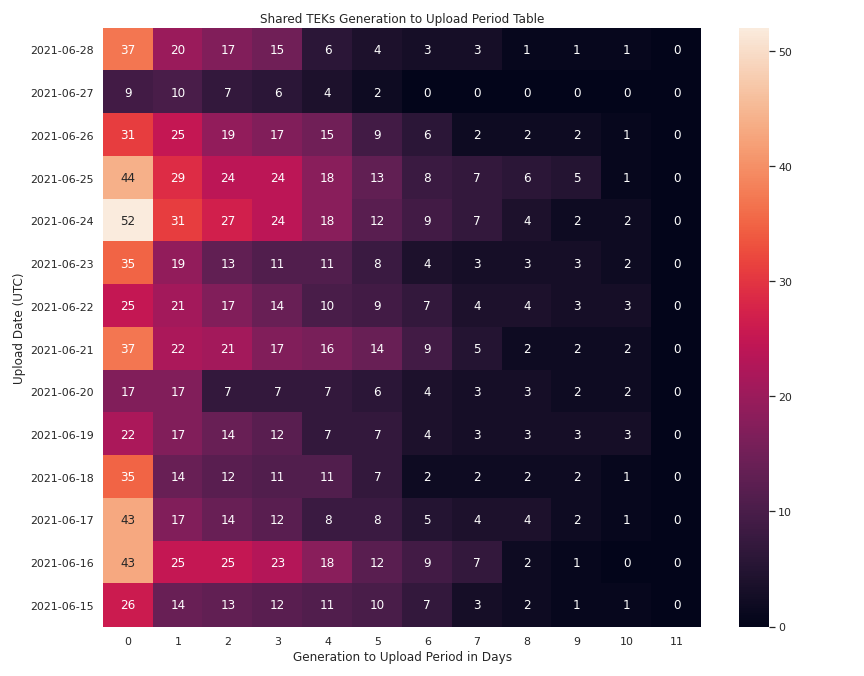 Shared TEKs Generation to Upload Period Table
Upload Date (UTC)
2021-06-28 37 20 17 15 6 4 3 3 1 1 1 0
2021-06-27 9 10 7 6 4 2 0 0 0 0 0 0
2021-06-26 31 25 19 17 15 9 6 2 2 2 1 0
2021-06-25 44 29 24 24 18 13 8 7 6 5 1 0
2021-06-24 52 31 27 24 18 12 9 7 4 2 2 0
2021-06-23 35 19 13 11 11 8 4 3 3 3 2 0
2021-06-22 25 21 17 14 10 9 7 4 4 3 3 0
2021-06-21 37 22 21 17 16 14 9 5 2 2 2 0
2021-06-20 17 17 7 7 7 6 4 3 3 2 2 0
2021-06-19 22 17 14 12 7 7 4 3 3 3 3 0
2021-06-18 35 14 12 11 11 7 2 2 2 2 1 0
2021-06-17 43 17 14 12 8 8 5 4 4 2 1 0
2021-06-16 43 25 25 23 18 12 9 7 2 1 0 0
2021-06-15 26 14 13 12 11 10 7 3 2 1 1 0
0 1 2 3 4 5 6 7 8 9 10 11
Generation to Upload Period in Days
50
40
30
20
10
0